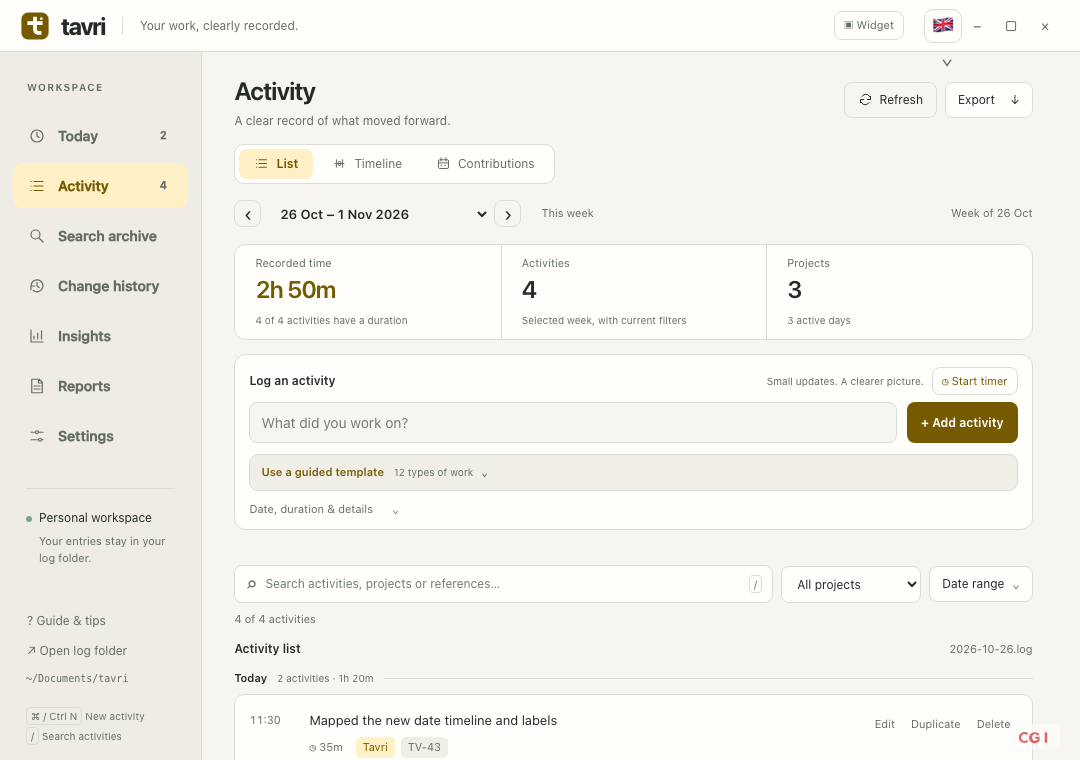 tavri
Your work, clearly recorded.
Widget
WORKSPACE
Today 2
Activity 4
Search archive
Change history
Insights
Reports
Settings
Personal workspace
Your entries stay in your
log folder.
? Guide & tips
↗ Open log folder
~/Documents/tavri
⌘ / Ctrl N New activity
/ Search activities
Activity
A clear record of what moved forward.
Refresh
Export ↓
List
Timeline
Contributions
‹ 26 Oct – 1 Nov 2026 › This week
Week of 26 Oct
Recorded time
2h 50m
4 of 4 activities have a duration
Activities
4
Selected week, with current filters
Projects
3
3 active days
Log an activity
Small updates. A clearer picture.
Start timer
What did you work on?
+ Add activity
Use a guided template 12 types of work
Date, duration & details
Search activities, projects or references... /
All projects
Date range
4 of 4 activities
Activity list
2026-10-26.log
Today 2 activities · 1h 20m
11:30 Mapped the new date timeline and labels
Edit Duplicate Delete
35m Tavri TV-43
CGI